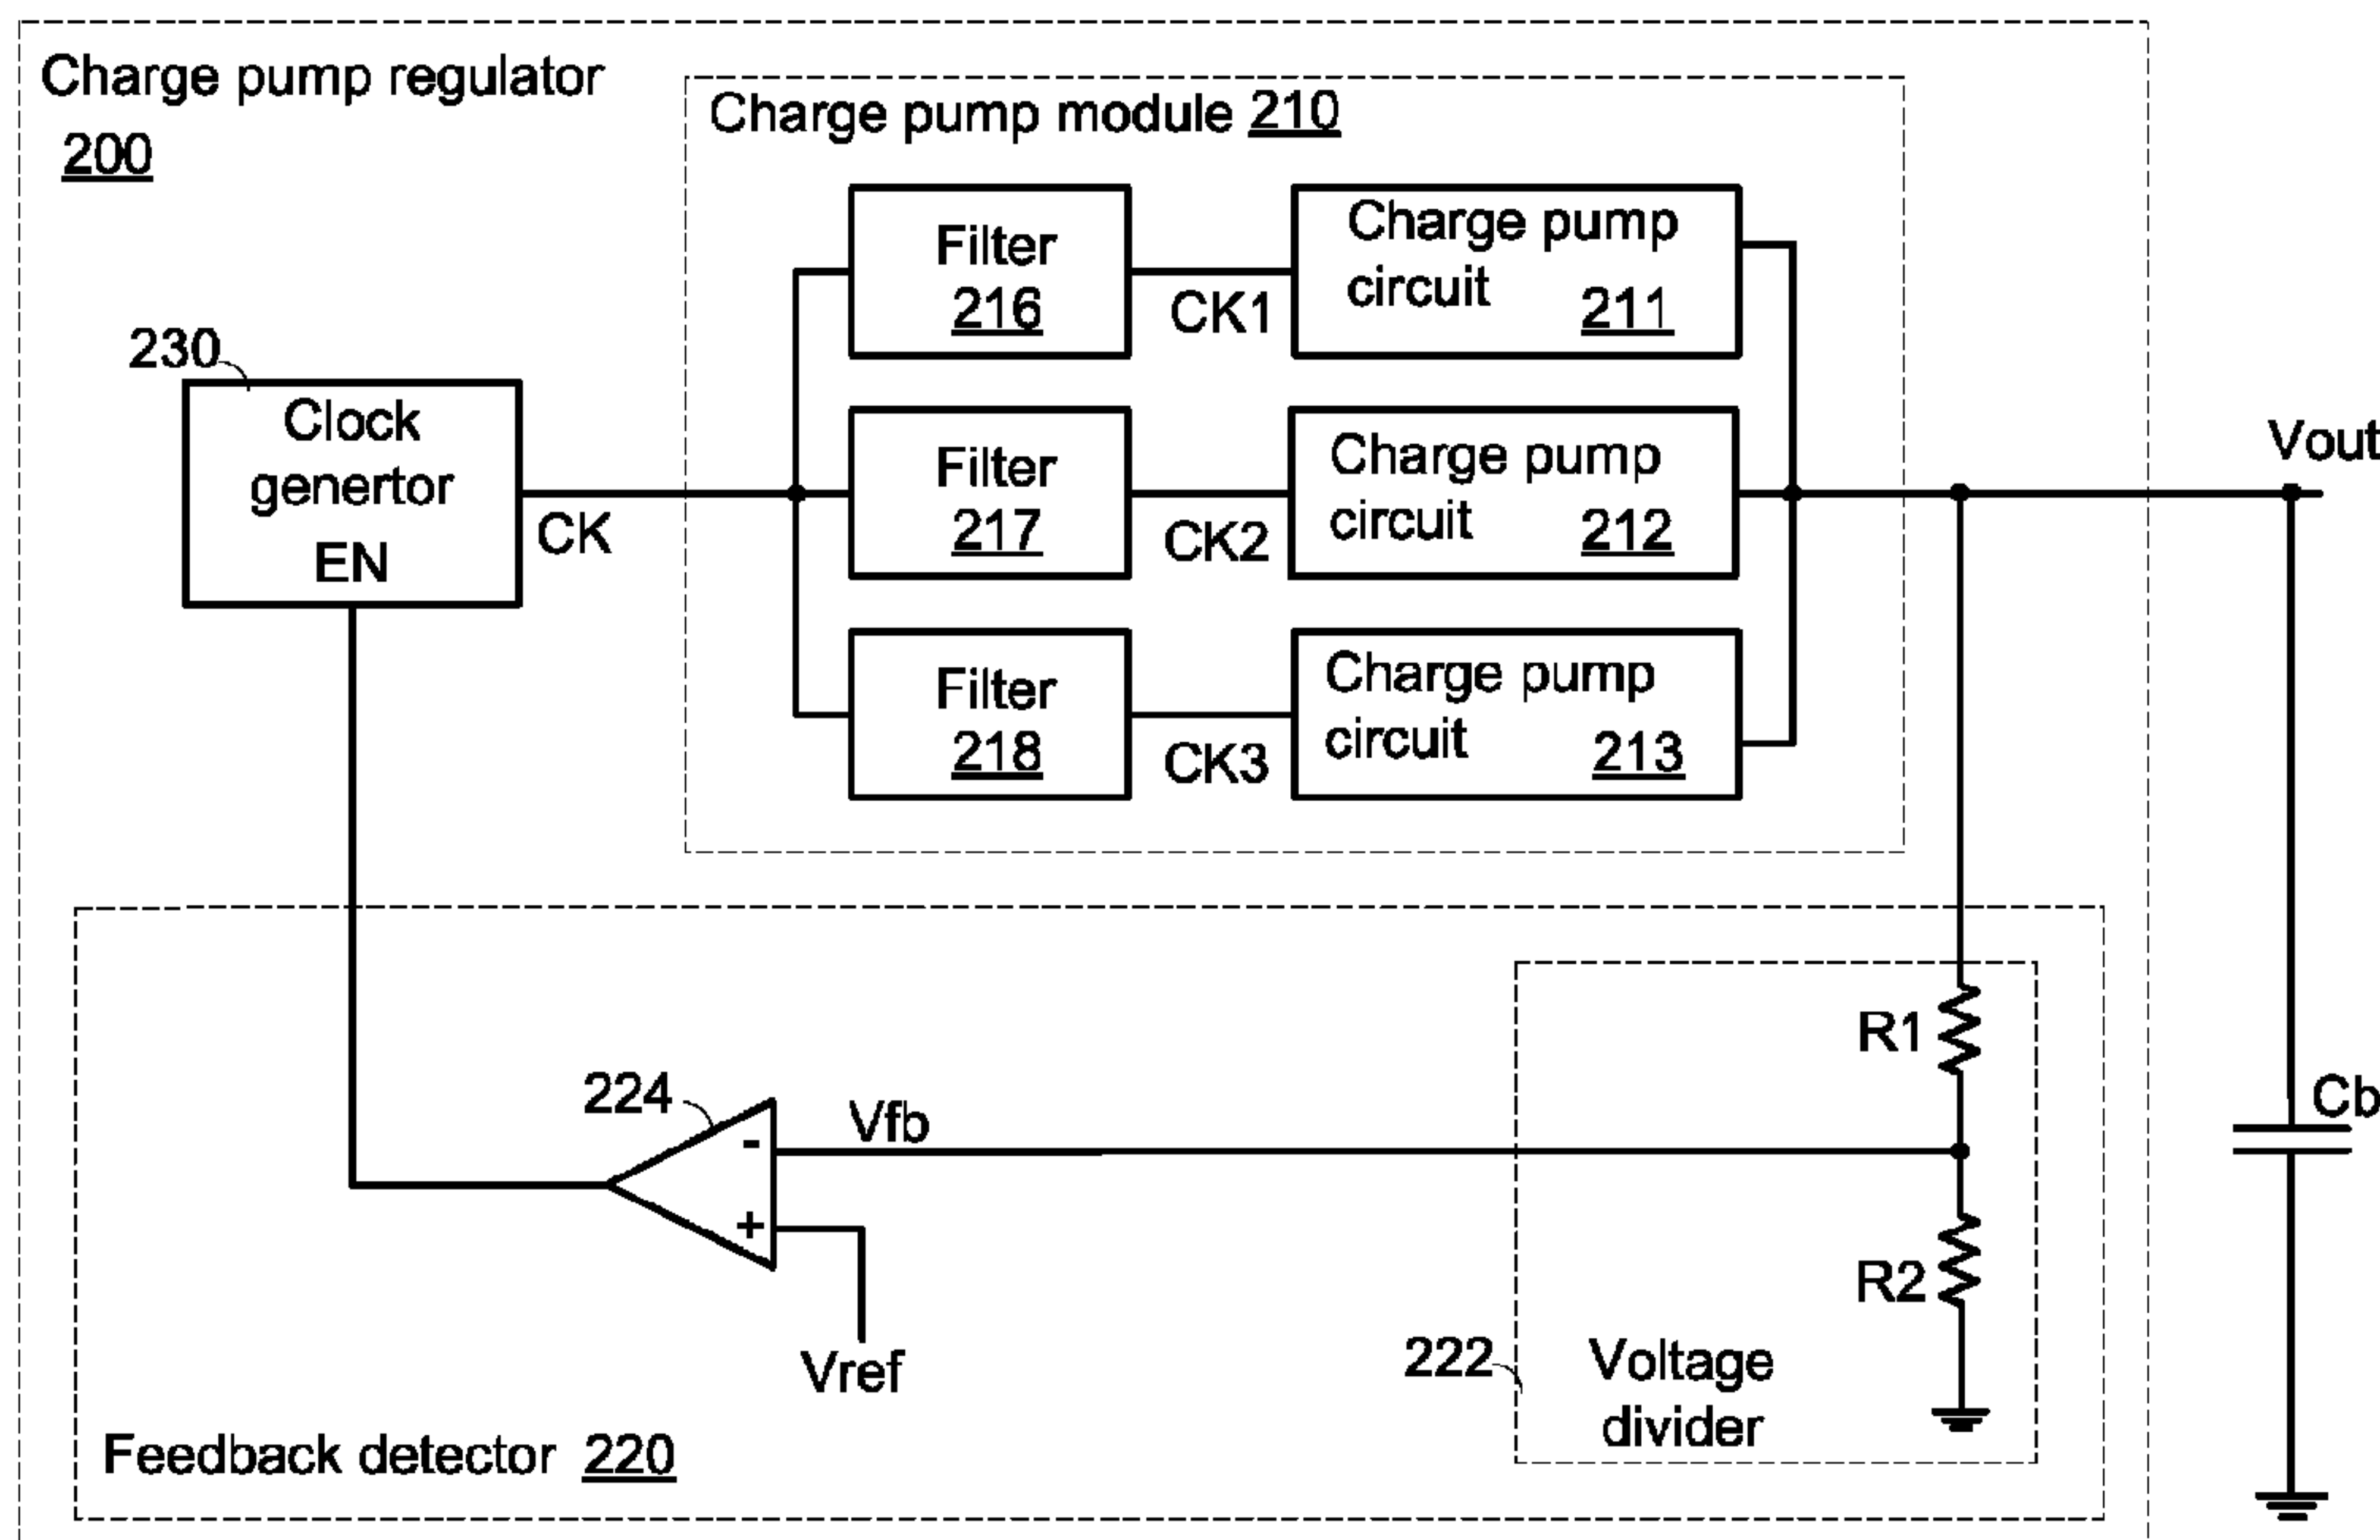 Charge pump regulator
200
Charge pump module 210
Filter
216
CK1
Charge pump
circuit 211
230
Clock
genertor
EN
CK
Filter
217
CK2
Charge pump
circuit 212
Vout
Filter
218
CK3
Charge pump
circuit 213
R1
224
-
Vfb
Cb
+
R2
Vref
222
Voltage
divider
Feedback detector 220